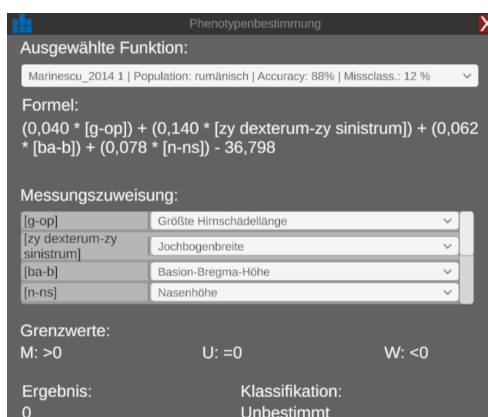 Phenotypenbestimmung
X
Ausgewählte Funktion:
Marinescu_2014 1 | Population: rumänisch | Accuracy: 88% | Missclass.: 12 %
Formel:
(0,040 * [g-op]) + (0,140 * [zy dexterum-zy sinistrum]) + (0,062
* [ba-b]) + (0,078 * [n-ns]) - 36,798
Messungszuweisung:
[g-op] Größte Hirnschädellänge
[zy dexterum-zy
sinistrum] Jochbogenbreite
[ba-b] Basion-Bregma-Höhe
[n-ns] Nasenhöhe
Grenzwerte:
M: >0 U: =0 W: <0
Ergebnis: Klassifikation:
0 Unbestimmt